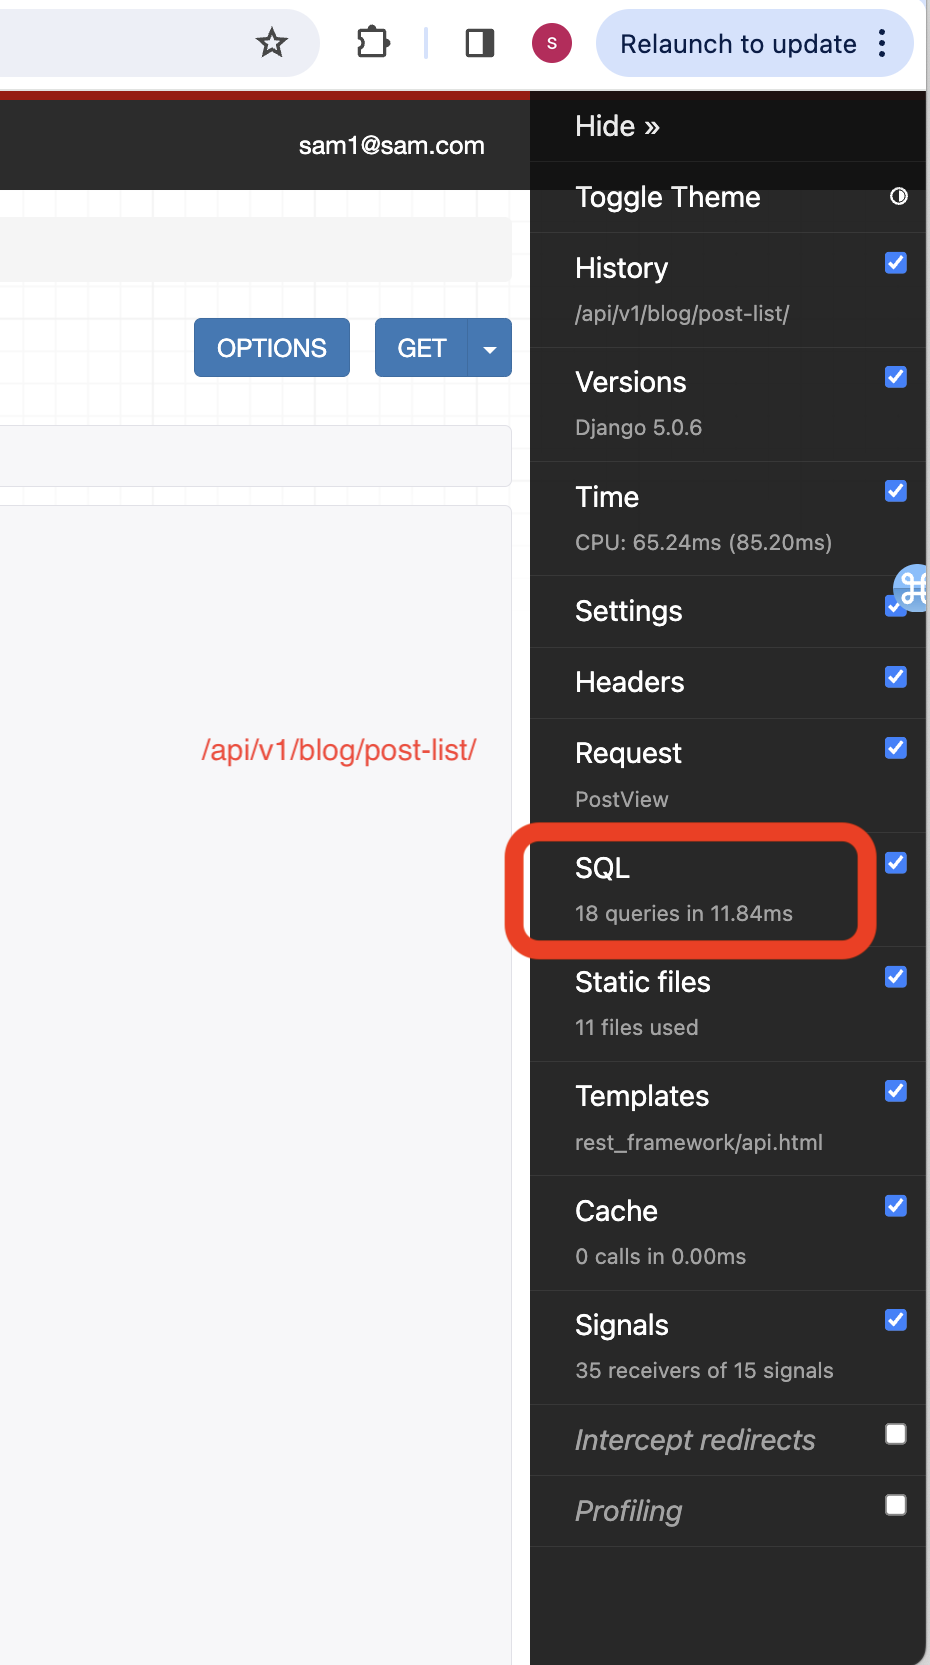 S
Relaunch to update
sam1@sam.com
Hide »
Toggle Theme
History
/api/v1/blog/post-list/
OPTIONS
GET
Versions
Django 5.0.6
Time
CPU: 65.24ms (85.20ms)
Settings
Headers
/api/v1/blog/post-list/
Request
PostView
SQL
18 queries in 11.84ms
Static files
11 files used
Templates
rest_framework/api.html
Cache
0 calls in 0.00ms
Signals
35 receivers of 15 signals
Intercept redirects
Profiling